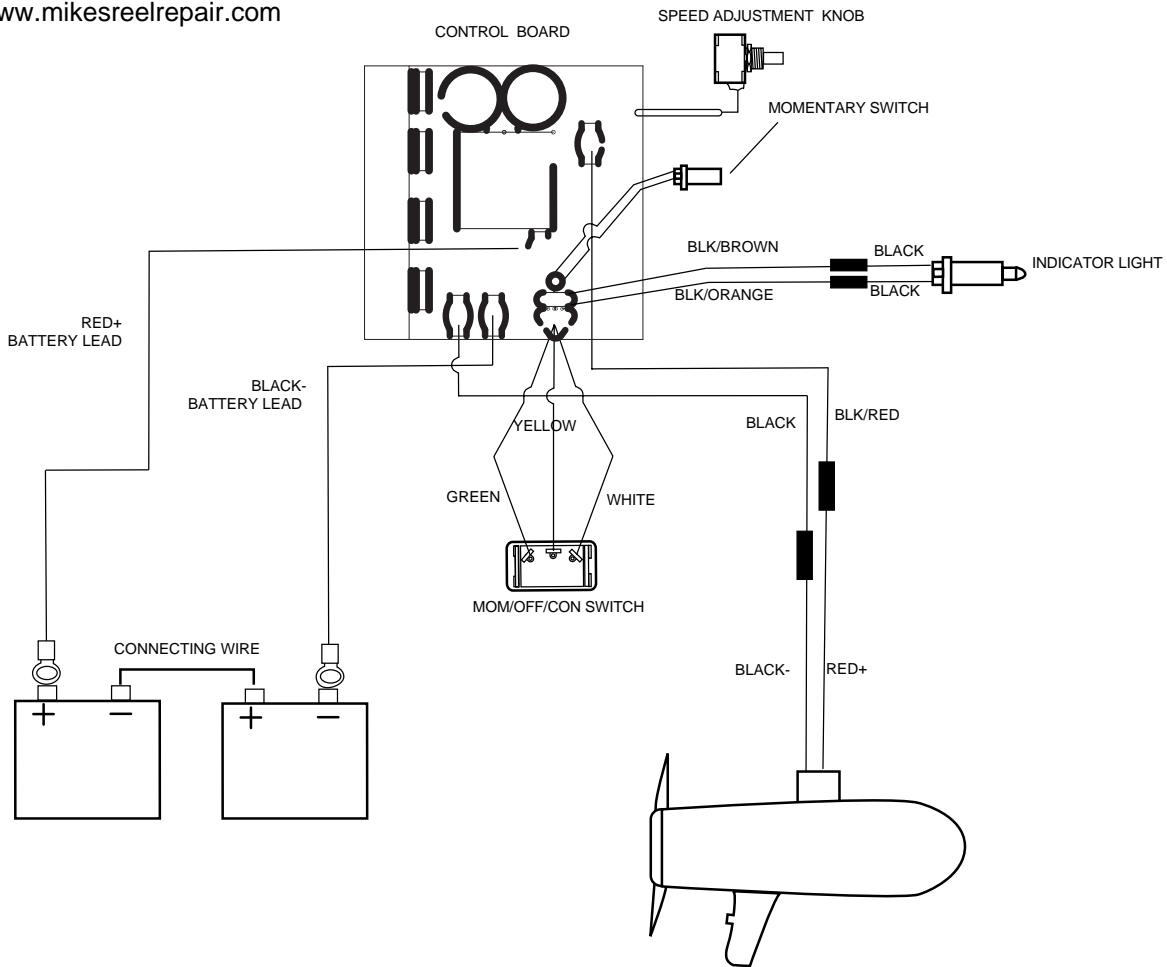 ww.mikesreelrepair.com
SPEED ADJUSTMENT KNOB
CONTROL BOARD
MOMENTARY SWITCH
BLK/BROWN
BLACK
INDICATOR LIGHT
BLK/ORANGE
BLACK
RED+
BATTERY LEAD
BLACK-
BATTERY LEAD
YELLOW
BLACK
BLK/RED
GREEN
WHITE
MOM/OFF/CON SWITCH
CONNECTING WIRE
BLACK-
RED+
+ − + −